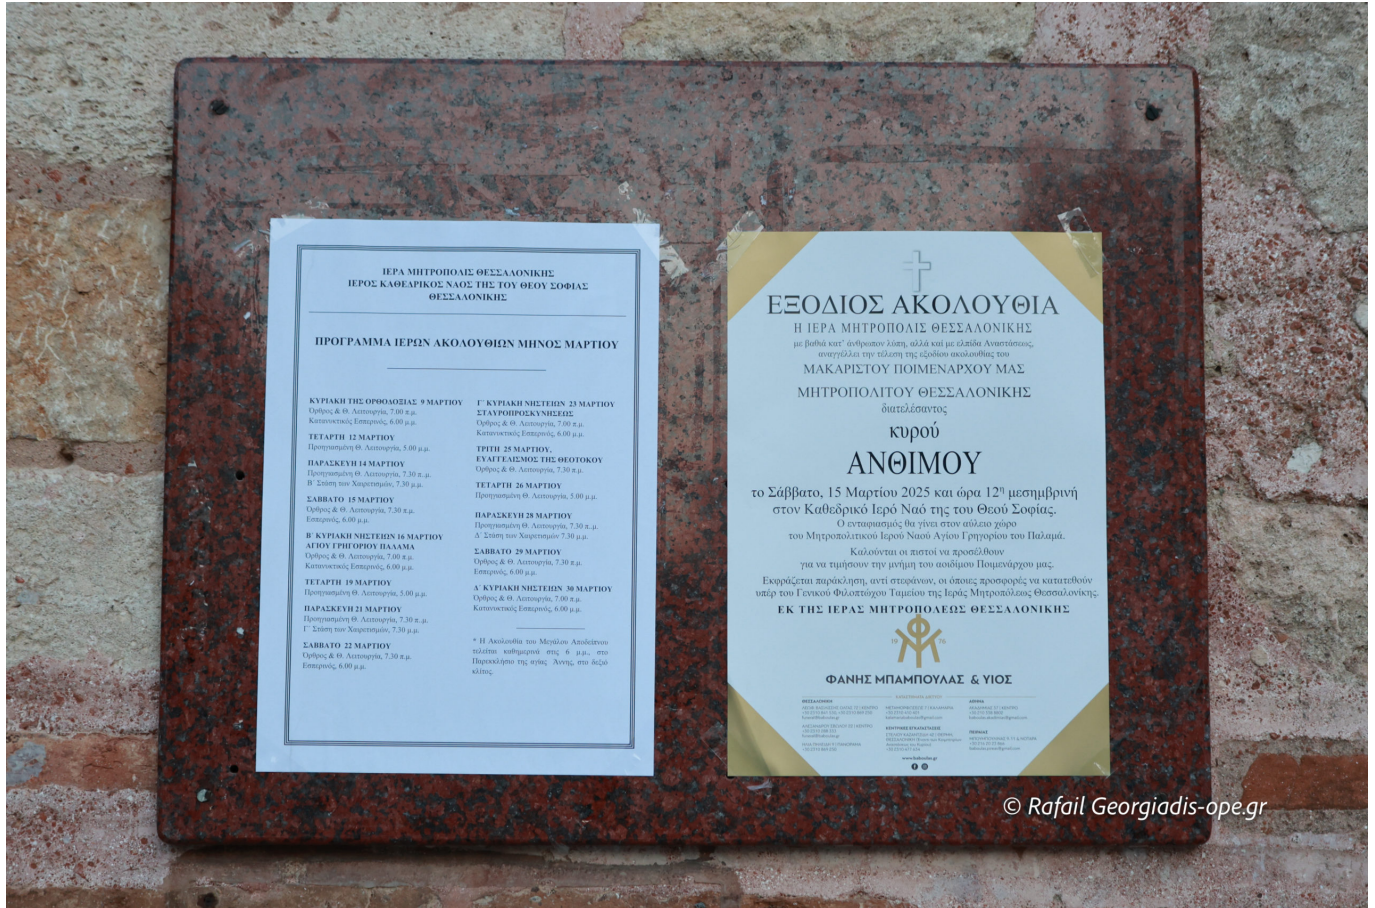 ΙΕΡΑ ΜΗΤΡΟΠΟΛΙΣ ΘΕΣΣΑΛΟΝΙΚΗΣ
ΙΕΡΟΣ ΚΑΘΕΔΡΙΚΟΣ ΝΑΟΣ ΤΗΣ ΤΟΥ ΘΕΟΥ ΣΟΦΙΑΣ
ΘΕΣΣΑΛΟΝΙΚΗΣ
ΠΡΟΓΡΑΜΜΑ ΙΕΡΩΝ ΑΚΟΛΟΥΘΙΩΝ ΜΗΝΟΣ ΜΑΡΤΙΟΥ
ΚΥΡΙΑΚΗ ΤΗΣ ΟΡΘΟΔΟΞΙΑΣ 9 ΜΑΡΤΙΟΥ
Όρθρος & Θ. Λειτουργία, 7.00 π.μ.
Κατανυκτικός Εσπερινός, 6.00 μ.μ.
ΤΕΤΑΡΤΗ 12 ΜΑΡΤΙΟΥ
Προηγιασμένη Θ. Λειτουργία, 5.00 μ.μ.
ΠΑΡΑΣΚΕΥΗ 14 ΜΑΡΤΙΟΥ
Προηγιασμένη Θ. Λειτουργία, 7.30 π..μ.
Β΄ Στάση των Χαιρετισμών, 7.30 μ.μ.
ΣΑΒΒΑΤΟ 15 ΜΑΡΤΙΟΥ
Όρθρος & Θ. Λειτουργία, 7.30 π.μ.
Εσπερινός, 6.00 μ.μ.
Β΄ ΚΥΡΙΑΚΗ ΝΗΣΤΕΙΩΝ 16 ΜΑΡΤΙΟΥ
ΑΓΙΟΥ ΓΡΗΓΟΡΙΟΥ ΠΑΛΑΜΑ
Όρθρος & Θ. Λειτουργία, 7.00 π.μ.
Κατανυκτικός Εσπερινός, 6.00 μ.μ.
ΤΕΤΑΡΤΗ 19 ΜΑΡΤΙΟΥ
Προηγιασμένη Θ. Λειτουργία, 5.00 μ.μ.
ΠΑΡΑΣΚΕΥΗ 21 ΜΑΡΤΙΟΥ
Προηγιασμένη Θ. Λειτουργία, 7.30 π..μ.
Γ΄ Στάση των Χαιρετισμών, 7.30 μ.μ.
ΣΑΒΒΑΤΟ 22 ΜΑΡΤΙΟΥ
Όρθρος & Θ. Λειτουργία, 7.30 π.μ.
Εσπερινός, 6.00 μ.μ.
Γ΄ ΚΥΡΙΑΚΗ ΝΗΣΤΕΙΩΝ 23 ΜΑΡΤΙΟΥ
ΣΤΑΥΡΟΠΡΟΣΚΥΝΗΣΕΩΣ
Όρθρος & Θ. Λειτουργία, 7.00 π.μ.
Κατανυκτικός Εσπερινός, 6.00 μ.μ.
ΤΡΙΤΗ 25 ΜΑΡΤΙΟΥ,
ΕΥΑΓΓΕΛΙΣΜΟΣ ΤΗΣ ΘΕΟΤΟΚΟΥ
Όρθρος & Θ. Λειτουργία, 7.30 π.μ.
ΤΕΤΑΡΤΗ 26 ΜΑΡΤΙΟΥ
Προηγιασμένη Θ. Λειτουργία, 5.00 μ.μ.
ΠΑΡΑΣΚΕΥΗ 28 ΜΑΡΤΙΟΥ
Προηγιασμένη Θ. Λειτουργία, 7.30 π..μ.
Δ΄ Στάση των Χαιρετισμών 7.30 μ.μ.
ΣΑΒΒΑΤΟ 29 ΜΑΡΤΙΟΥ
Όρθρος & Θ. Λειτουργία, 7.30 π.μ.
Εσπερινός, 6.00 μ.μ.
Δ΄ ΚΥΡΙΑΚΗ ΝΗΣΤΕΙΩΝ 30 ΜΑΡΤΙΟΥ
Όρθρος & Θ. Λειτουργία, 7.00 π.μ.
Κατανυκτικός Εσπερινός, 6.00 μ.μ.
* Η Ακολουθία του Μεγάλου Αποδείπνου
τελείται καθημερινά στις 6 μ.μ., στο
Παρεκκλήσιο της αγίας Άννης, στο δεξιό
κλίτος.
ΕΞΟΔΙΟΣ ΑΚΟΛΟΥΘΙΑ
Η ΙΕΡΑ ΜΗΤΡΟΠΟΛΙΣ ΘΕΣΣΑΛΟΝΙΚΗΣ
με βαθιά κατ' άνθρωπον λύπη, αλλά καί με ελπίδα Αναστάσεως,
αναγγέλλει την τέλεση της εξοδίου ακολουθίας του
ΜΑΚΑΡΙΣΤΟΥ ΠΟΙΜΕΝΑΡΧΟΥ ΜΑΣ
ΜΗΤΡΟΠΟΛΙΤΟΥ ΘΕΣΣΑΛΟΝΙΚΗΣ
διατελέσαντος
κυρού
ΑΝΘΙΜΟΥ
το Σάββατο, 15 Μαρτίου 2025 και ώρα 12η μεσημβρινή
στον Καθεδρικό Ιερό Ναό της του Θεού Σοφίας.
Ο ενταφιασμός θα γίνει στον αύλειο χώρο
του Μητροπολιτικού Ιερού Ναού Αγίου Γρηγορίου του Παλαμά.
Καλούνται οι πιστοί να προσέλθουν
για να τιμήσουν την μνήμη του αοιδίμου Ποιμενάρχου μας.
Εκφράζεται παράκληση, αντί στεφάνων, οι όποιες προσφορές να κατατεθούν
υπέρ του Γενικού Φιλοπτώχου Ταμείου της Ιεράς Μητροπόλεως Θεσσαλονίκης.
ΕΚ ΤΗΣ ΙΕΡΑΣ ΜΗΤΡΟΠΟΛΕΩΣ ΘΕΣΣΑΛΟΝΙΚΗΣ
19 76
ΦΑΝΗΣ ΜΠΑΜΠΟΥΛΑΣ & ΥΙΟΣ
ΘΕΣΣΑΛΟΝΙΚΗ
ΑΘΗΝΑ
ΠΕΙΡΑΙΑΣ
© Rafail Georgiadis-ope.gr